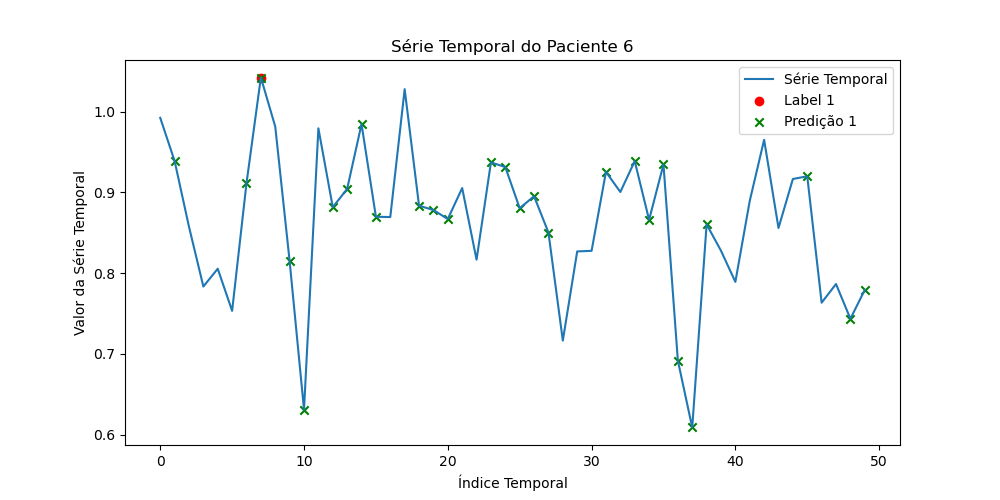 Série Temporal do Paciente 6
Série Temporal
Label 1
Predição 1
Valor da Série Temporal
1.0
0.9
0.8
0.7
0.6
0 10 20 30 40 50
Índice Temporal